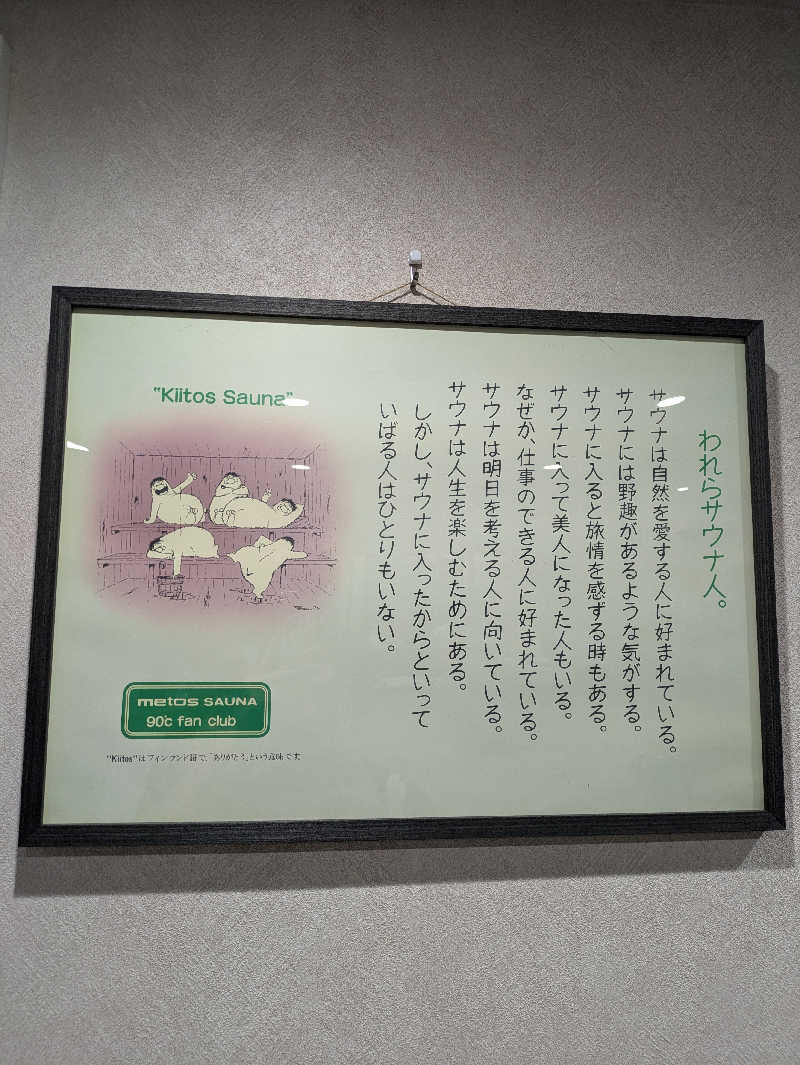 われらサウナ人。
サウナは自然を愛する人に好まれている。
サウナには野趣があるような気がする。
サウナに入ると旅情を感ずる時もある。
サウナに入って美人になった人もいる。
なぜか、仕事のできる人に好まれている。
サウナは明日を考える人に向いている。
サウナは人生を楽しむためにある。
しかし、サウナに入ったからといって
いばる人はひとりもいない。
“Kiitos Sauna”
metos SAUNA
90℃ fan club
“Kiitos”はフィンランド語で、「ありがとう」という意味です